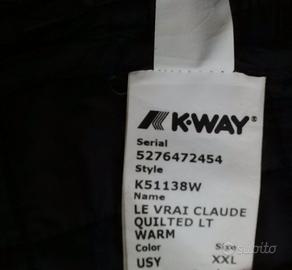 K-WAY®
Serial
5276472454
Style
K51138W
Name
LE VRAI CLAUDE
QUILTED LT
WARM
Color Size
USY XXL
subito